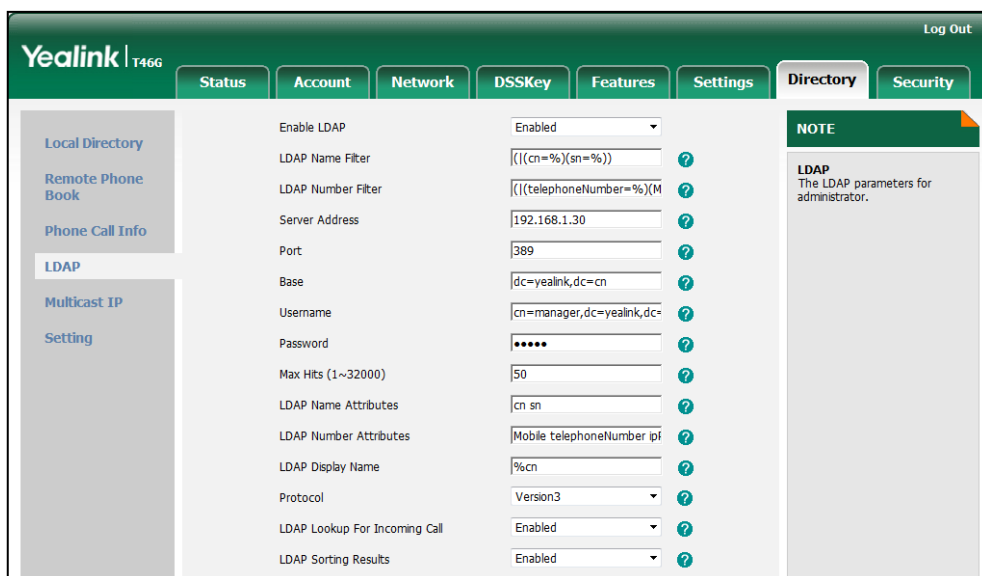 Log Out
Yealink | T46G
Status Account Network DSSKey Features Settings Directory Security
Local Directory
Remote Phone
Book
Phone Call Info
LDAP
Multicast IP
Setting
Enable LDAP Enabled
LDAP Name Filter (|(cn=%)(sn=%))
LDAP Number Filter (|(telephoneNumber=%)(M
Server Address 192.168.1.30
Port 389
Base dc=yealink,dc=cn
Username cn=manager,dc=yealink,dc=
Password •••••
Max Hits (1~32000) 50
LDAP Name Attributes cn sn
LDAP Number Attributes Mobile telephoneNumber ipP
LDAP Display Name %cn
Protocol Version3
LDAP Lookup For Incoming Call Enabled
LDAP Sorting Results Enabled
NOTE
LDAP
The LDAP parameters for
administrator.